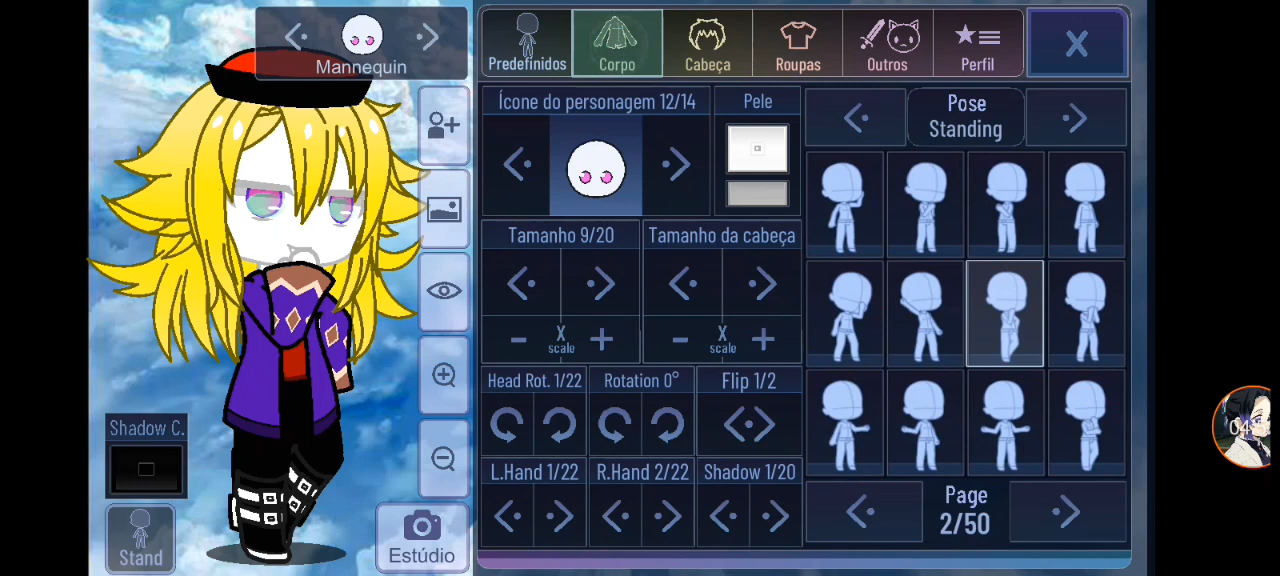 Mannequin
Predefinidos
Corpo
Cabeça
Roupas
Outros
Perfil
X
Ícone do personagem 12/14
Pele
Pose
Standing
Tamanho 9/20
Tamanho da cabeça
X
scale
X
scale
Head Rot. 1/22
Rotation 0°
Flip 1/2
L.Hand 1/22
R.Hand 2/22
Shadow 1/20
Page
2/50
Shadow C.
Stand
Estúdio